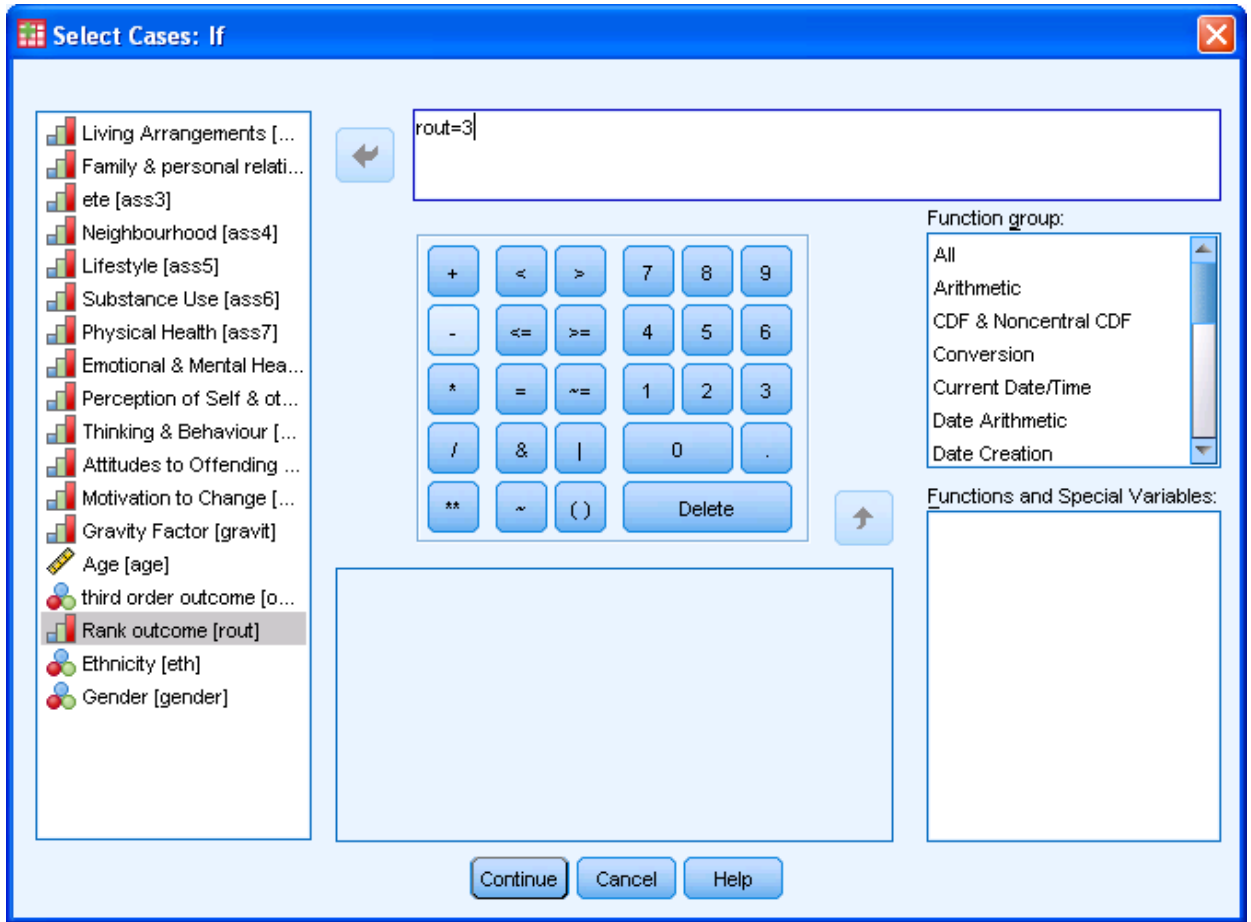 Select Cases: If
Living Arrangements [...
Family & personal relati...
ete [ass3]
Neighbourhood [ass4]
Lifestyle [ass5]
Substance Use [ass6]
Physical Health [ass7]
Emotional & Mental Hea...
Perception of Self & ot...
Thinking & Behaviour [...
Attitudes to Offending ...
Motivation to Change [...
Gravity Factor [gravit]
Age [age]
third order outcome [o...
Rank outcome [rout]
Ethnicity [eth]
Gender [gender]
rout=3
+ < > 7 8 9
- <= >= 4 5 6
* = ~= 1 2 3
/ & | 0 .
** ~ ( ) Delete
Function group:
All
Arithmetic
CDF & Noncentral CDF
Conversion
Current Date/Time
Date Arithmetic
Date Creation
Functions and Special Variables:
Continue Cancel Help